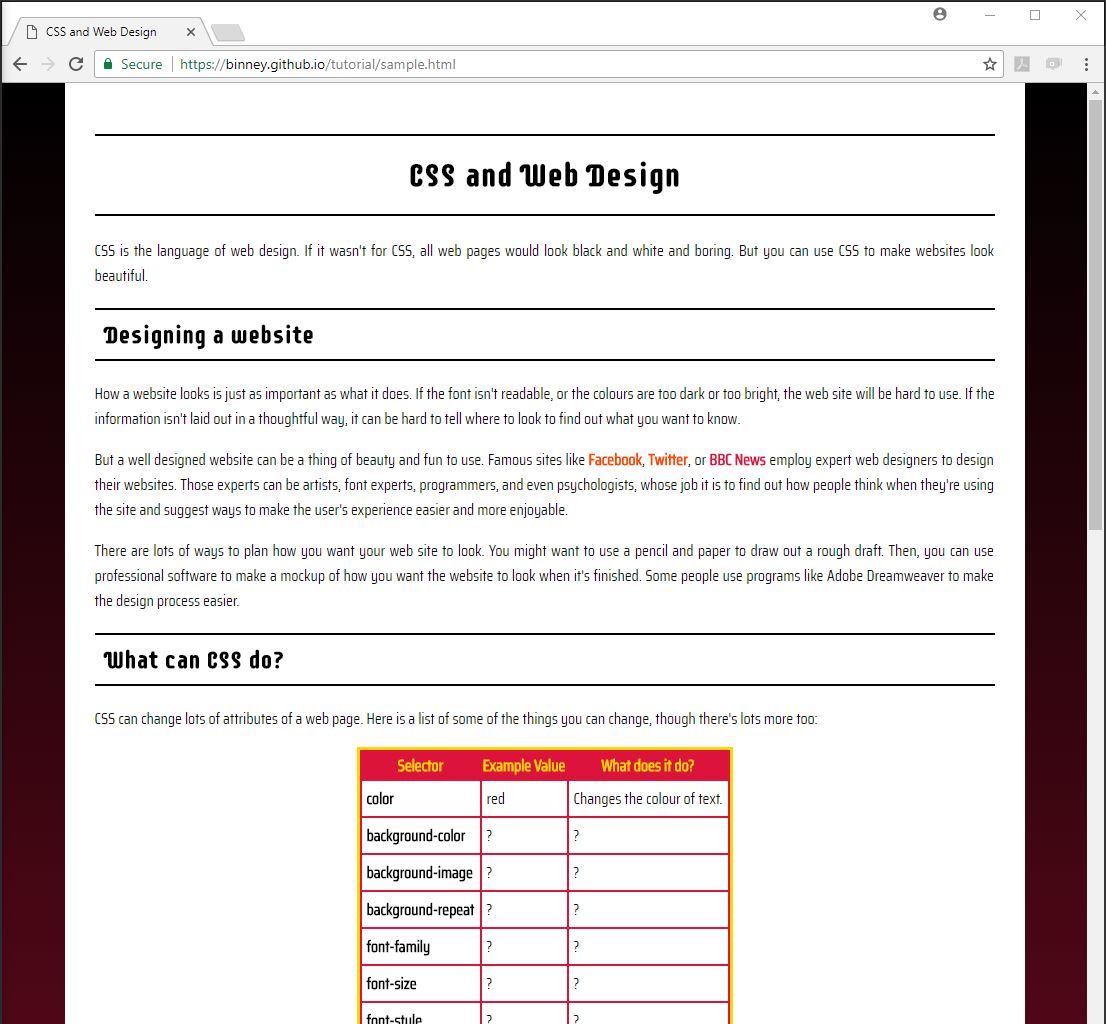 CSS and Web Design
Secure https://binney.github.io/tutorial/sample.html
CSS and Web Design
CSS is the language of web design. If it wasn't for CSS, all web pages would look black and white and boring. But you can use CSS to make websites look
beautiful.
Designing a website
How a website looks is just as important as what it does. If the font isn't readable, or the colours are too dark or too bright, the web site will be hard to use. If the
information isn't laid out in a thoughtful way, it can be hard to tell where to look to find out what you want to know.
But a well designed website can be a thing of beauty and fun to use. Famous sites like Facebook, Twitter, or BBC News employ expert web designers to design
their websites. Those experts can be artists, font experts, programmers, and even psychologists, whose job it is to find out how people think when they're using
the site and suggest ways to make the user's experience easier and more enjoyable.
There are lots of ways to plan how you want your web site to look. You might want to use a pencil and paper to draw out a rough draft. Then, you can use
professional software to make a mockup of how you want the website to look when it's finished. Some people use programs like Adobe Dreamweaver to make
the design process easier.
What can CSS do?
CSS can change lots of attributes of a web page. Here is a list of some of the things you can change, though there's lots more too:
Selector Example Value What does it do?
color red Changes the colour of text.
background-color ? ?
background-image ? ?
background-repeat ? ?
font-family ? ?
font-size ? ?
font-style ? ?